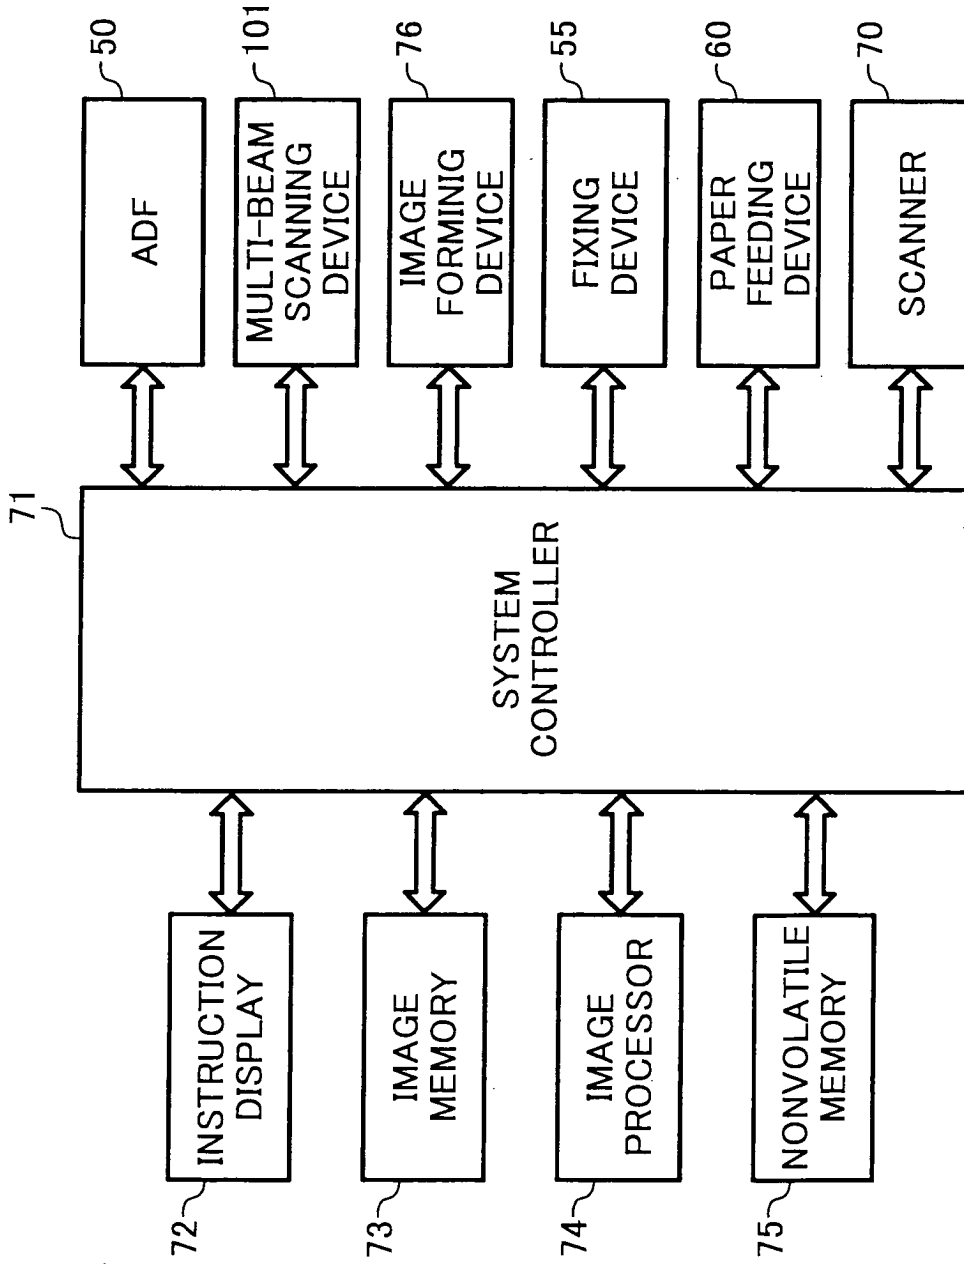 50
ADF
101
MULTI-BEAM
SCANNING
DEVICE
76
IMAGE
FORMINIG
DEVICE
55
FIXING
DEVICE
60
PAPER
FEEDING
DEVICE
70
SCANNER
71
SYSTEM
CONTROLLER
72
INSTRUCTION
DISPLAY
73
IMAGE
MEMORY
74
IMAGE
PROCESSOR
75
NONVOLATILE
MEMORY